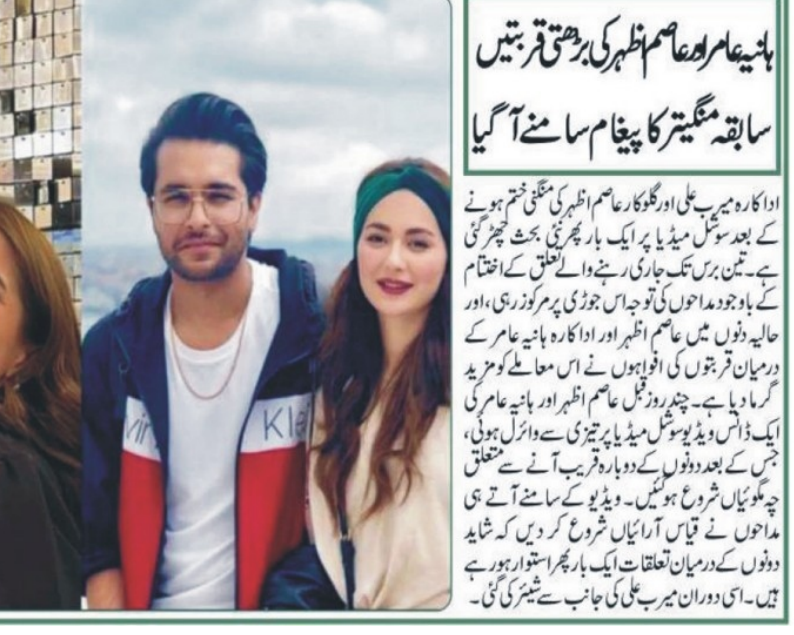 ہانیہ عامر اور عاصم اظہر کی بڑھتی قربتیں
سابقہ منگیتر کا پیغام سامنے آ گیا
اداکارہ میرب علی اور گلوکار عاصم اظہر کی منگنی ختم ہونے
کے بعد سوشل میڈیا پر ایک بار پھر نئی بحث چھڑ گئی
ہے۔ تین برس تک جاری رہنے والے تعلق کے اختتام
کے باوجود مداحوں کی توجہ اس جوڑی پر مرکوز رہی، اور
حالیہ دنوں میں عاصم اظہر اور اداکارہ ہانیہ عامر کے
درمیان قربتوں کی افواہوں نے اس معاملے کو مزید
گرما دیا ہے۔ چند روز قبل عاصم اظہر اور ہانیہ عامر کی
ایک ڈانس ویڈیو سوشل میڈیا پر تیزی سے وائرل ہوئی،
جس کے بعد دونوں کے دوبارہ قریب آنے سے متعلق
چہ مگوئیاں شروع ہوگئیں۔ ویڈیو کے سامنے آتے ہی
مداحوں نے قیاس آرائیاں شروع کر دیں کہ شاید
دونوں کے درمیان تعلقات ایک بار پھر استوار ہو رہے
ہیں۔ اسی دوران میرب علی کی جانب سے شیئر کی گئی۔
Klei